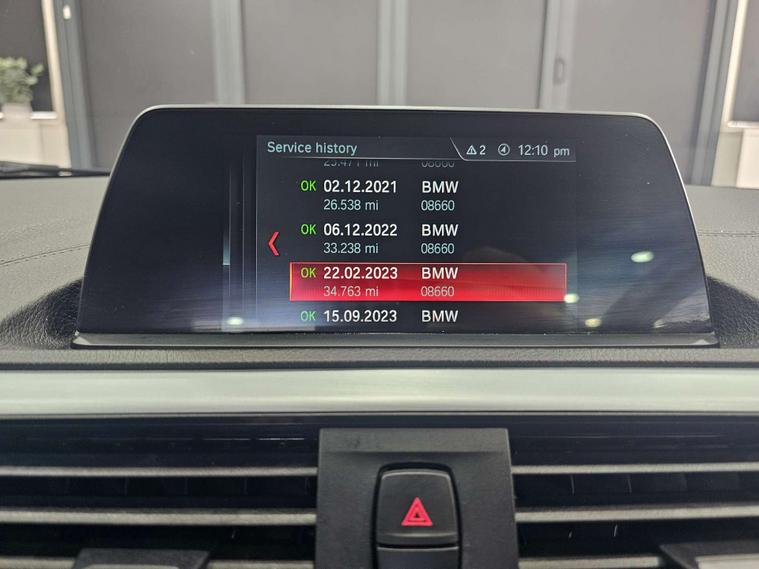 Service history
2 12:10 pm
08660
OK 02.12.2021 BMW
26.538 mi 08660
OK 06.12.2022 BMW
33.238 mi 08660
OK 22.02.2023 BMW
34.763 mi 08660
OK 15.09.2023 BMW